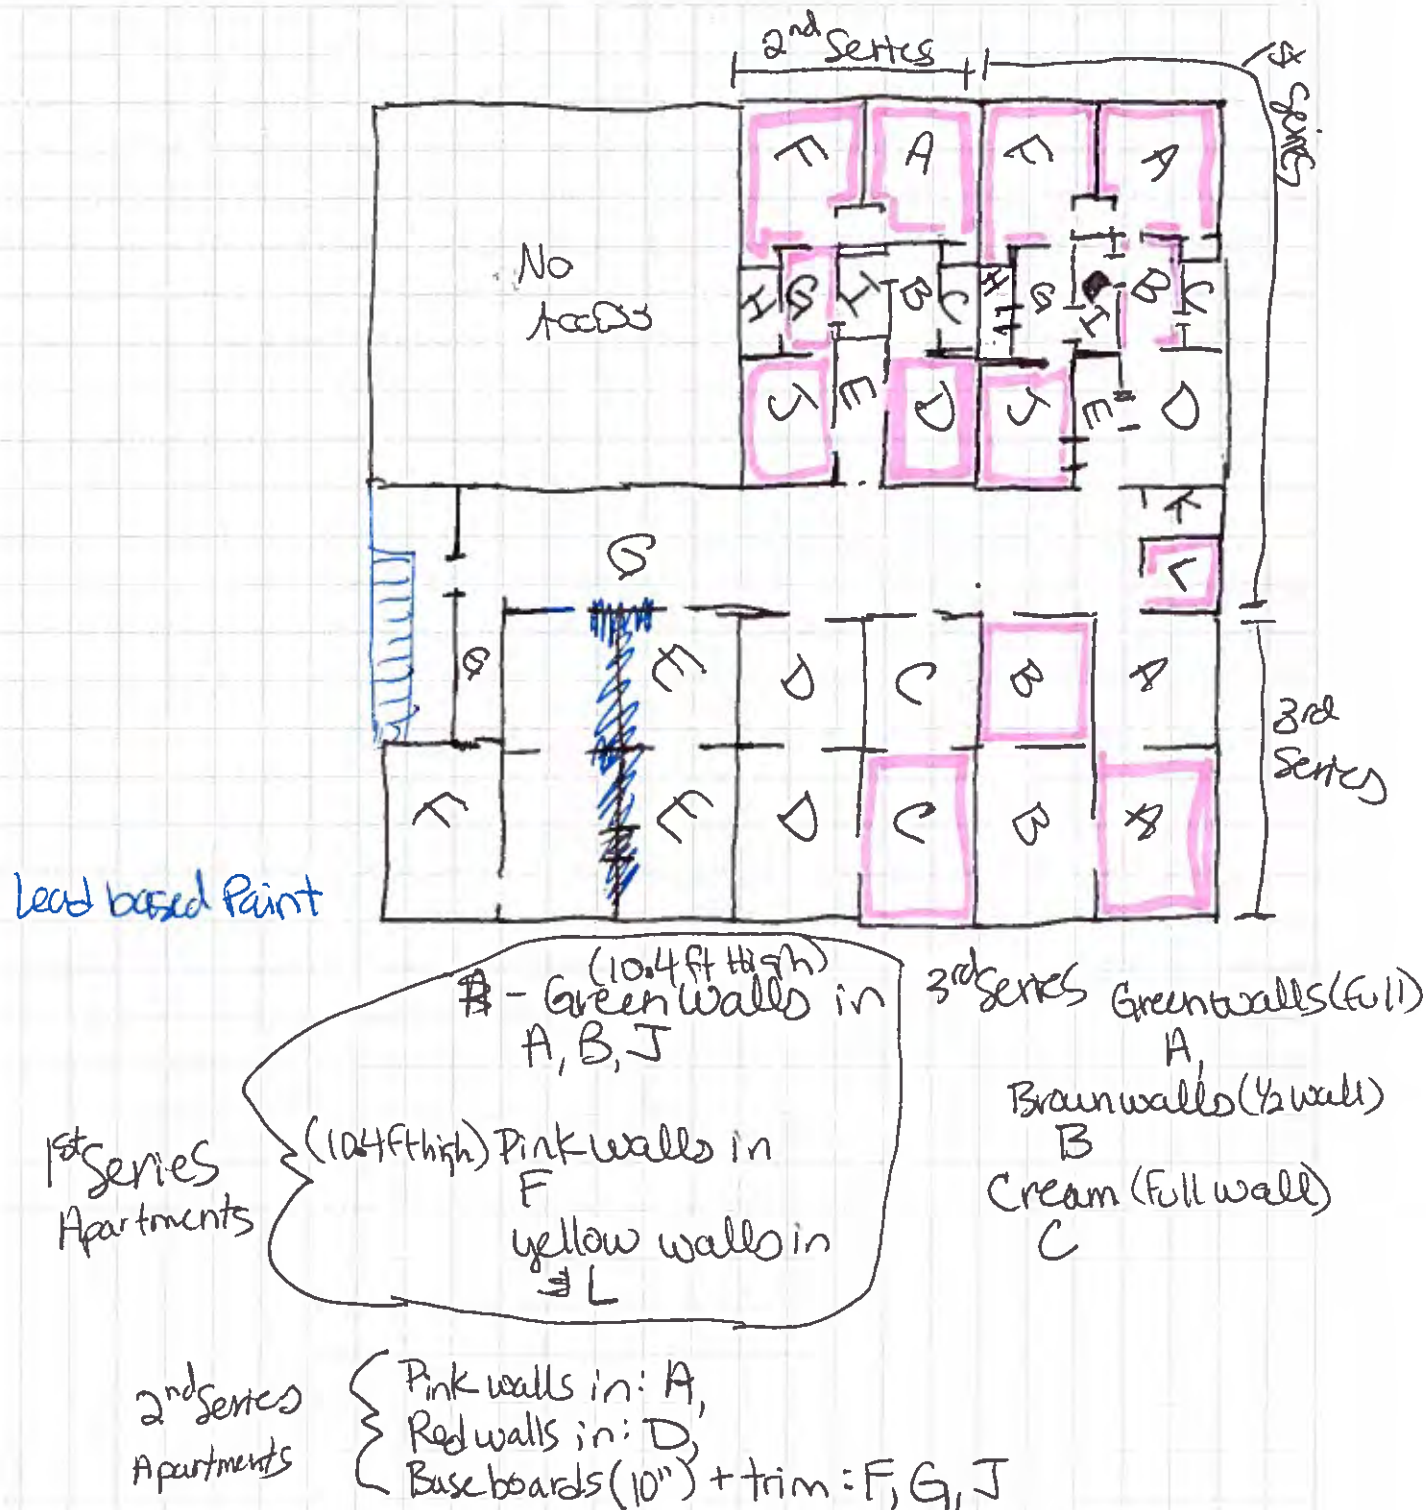 2nd Series
1st Series
F A F A
No
Access
H G I B C H G I B C
J E D J E D
K
L
G
G E D C B A
F E D C B A
3rd
Series
Lead based Paint
(10.4 ft High)
- Green walls in
A, B, J
(10.4 ft high) Pink walls in
F
yellow walls in
L
1st Series
Apartments
3rd Series Green walls (full)
A,
Brown walls (1/2 wall)
B
Cream (Full wall)
C
2nd Series
Apartments
Pink walls in: A,
Red walls in: D,
Baseboards (10") + trim: F, G, J